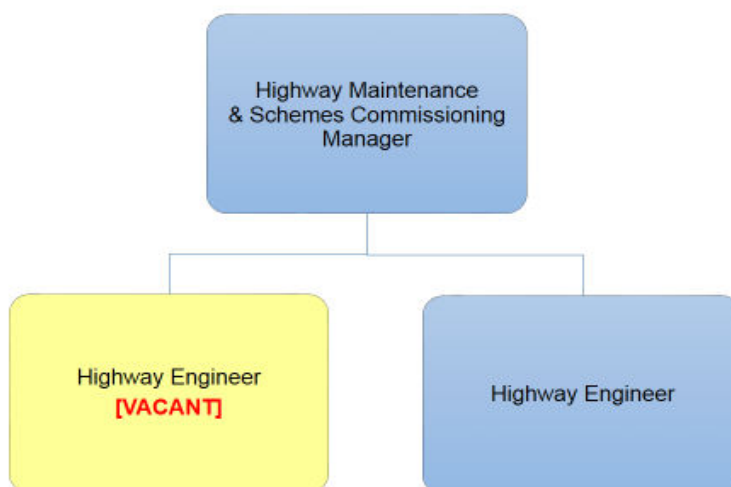 Highway Maintenance
& Schemes Commissioning
Manager
Highway Engineer
[VACANT]
Highway Engineer